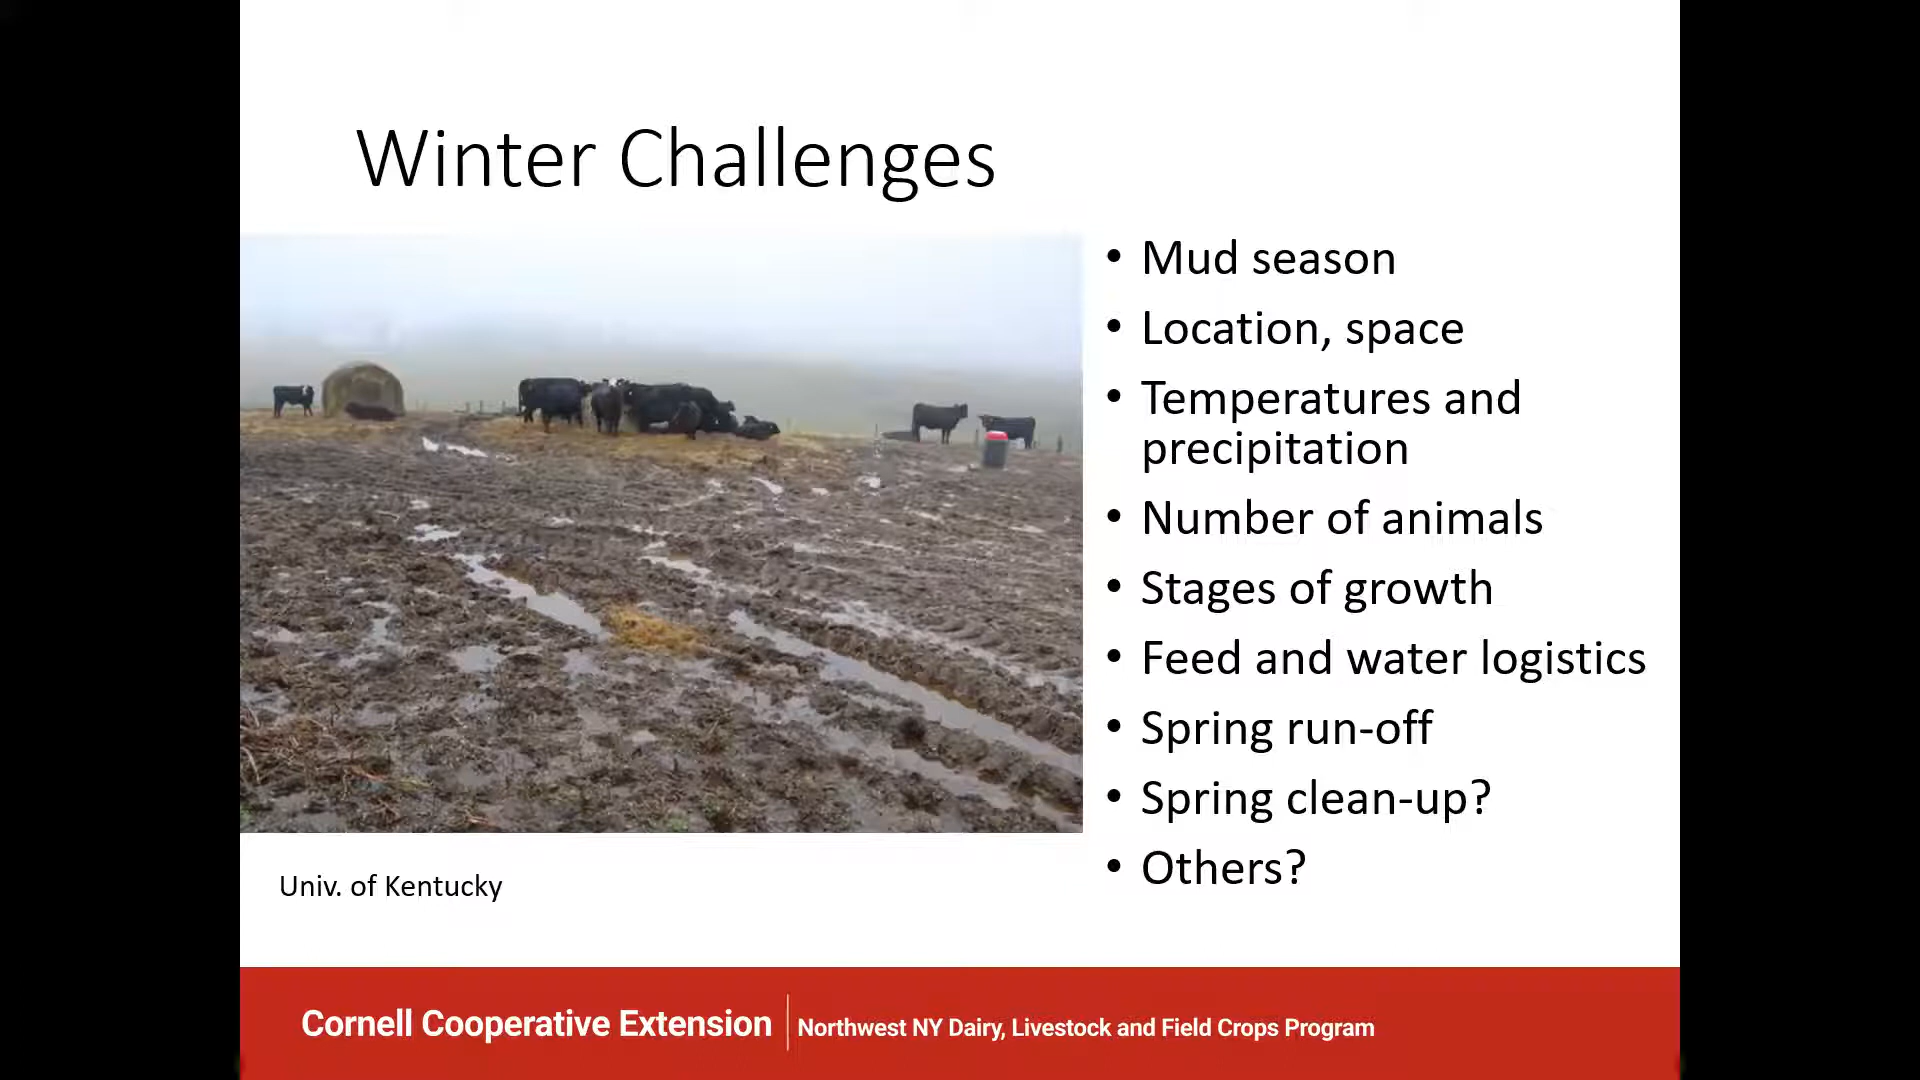 Winter Challenges
• Mud season
• Location, space
• Temperatures and
precipitation
• Number of animals
• Stages of growth
• Feed and water logistics
• Spring run-off
• Spring clean-up?
• Others?
Univ. of Kentucky
Cornell Cooperative Extension | Northwest NY Dairy, Livestock and Field Crops Program